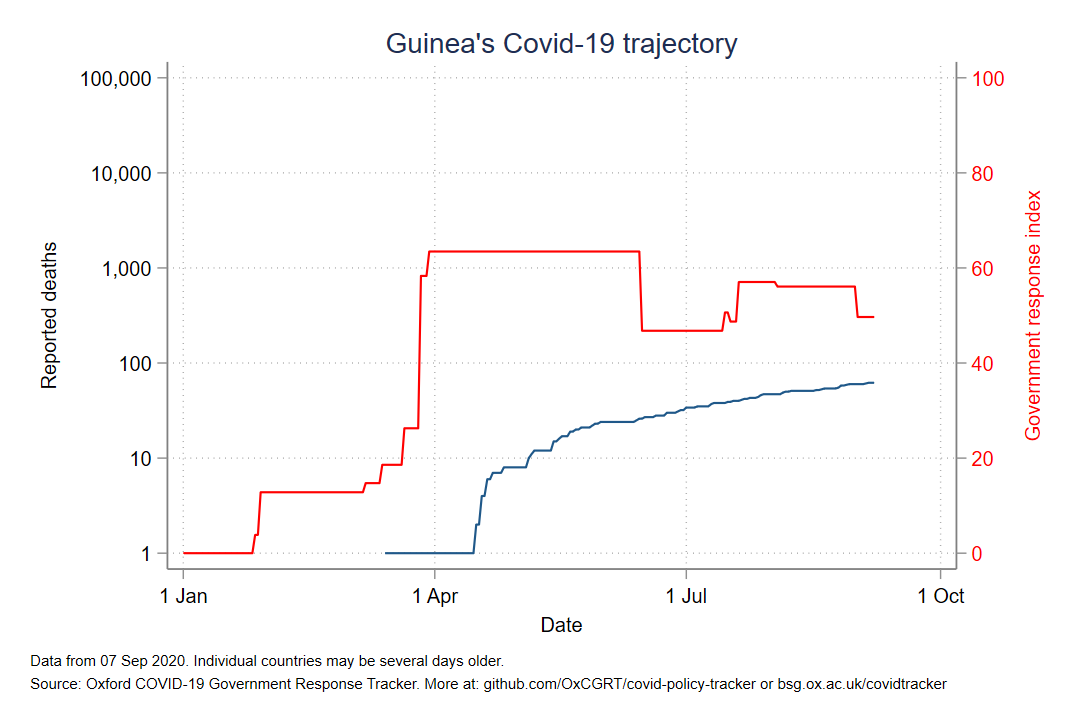 Guinea's Covid-19 trajectory
100,000
10,000
1,000
100
10
1
Reported deaths
100
80
60
40
20
0
Government response index
1 Jan
1 Apr
1 Jul
1 Oct
Date
Data from 07 Sep 2020. Individual countries may be several days older.
Source: Oxford COVID-19 Government Response Tracker. More at: github.com/OxCGRT/covid-policy-tracker or bsg.ox.ac.uk/covidtracker